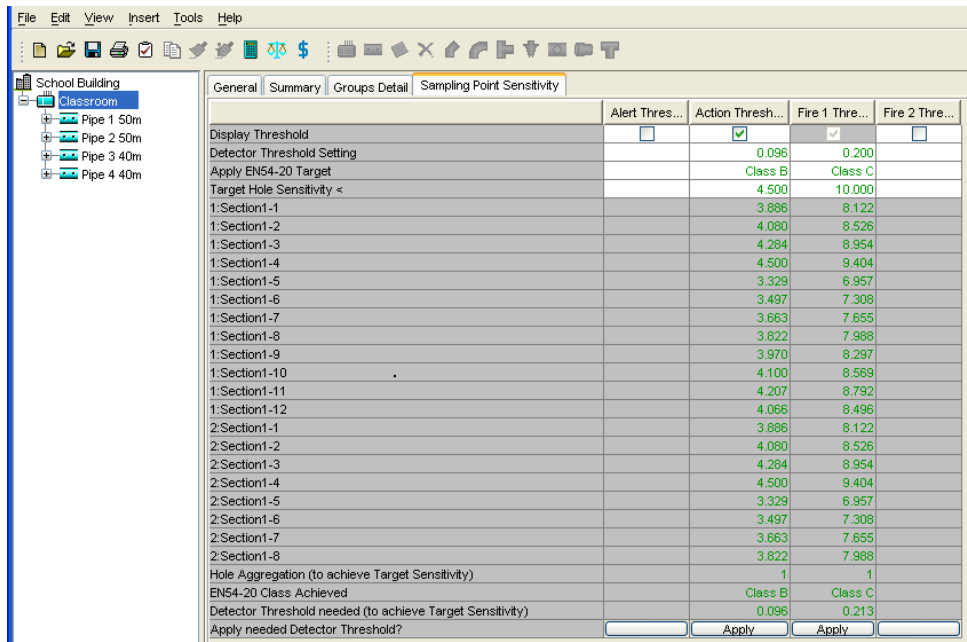 File Edit View Insert Tools Help
School Building
Classroom
Pipe 1 50m
Pipe 2 50m
Pipe 3 40m
Pipe 4 40m
General Summary Groups Detail Sampling Point Sensitivity
Alert Thres... Action Thresh... Fire 1 Thre... Fire 2 Thre...
Display Threshold
Detector Threshold Setting 0.096 0.200
Apply EN54-20 Target Class B Class C
Target Hole Sensitivity < 4.500 10.000
1:Section1-1 3.886 8.122
1:Section1-2 4.080 8.526
1:Section1-3 4.284 8.954
1:Section1-4 4.500 9.404
1:Section1-5 3.329 6.957
1:Section1-6 3.497 7.308
1:Section1-7 3.663 7.655
1:Section1-8 3.822 7.988
1:Section1-9 3.970 8.297
1:Section1-10 4.100 8.569
1:Section1-11 4.207 8.792
1:Section1-12 4.066 8.496
2:Section1-1 3.886 8.122
2:Section1-2 4.080 8.526
2:Section1-3 4.284 8.954
2:Section1-4 4.500 9.404
2:Section1-5 3.329 6.957
2:Section1-6 3.497 7.308
2:Section1-7 3.663 7.655
2:Section1-8 3.822 7.988
Hole Aggregation (to achieve Target Sensitivity) 1 1
EN54-20 Class Achieved Class B Class C
Detector Threshold needed (to achieve Target Sensitivity) 0.096 0.213
Apply needed Detector Threshold? Apply Apply